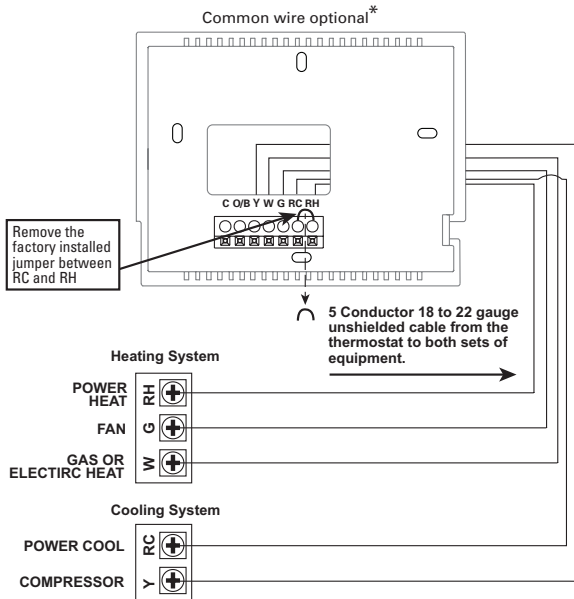 Common wire optional*
C O/B Y W G RC RH
Remove the
factory installed
jumper between
RC and RH
5 Conductor 18 to 22 gauge
unshielded cable from the
thermostat to both sets of
equipment.
Heating System
POWER
HEAT
RH
FAN
G
GAS OR
ELECTIRC HEAT
W
Cooling System
POWER COOL
RC
COMPRESSOR
Y